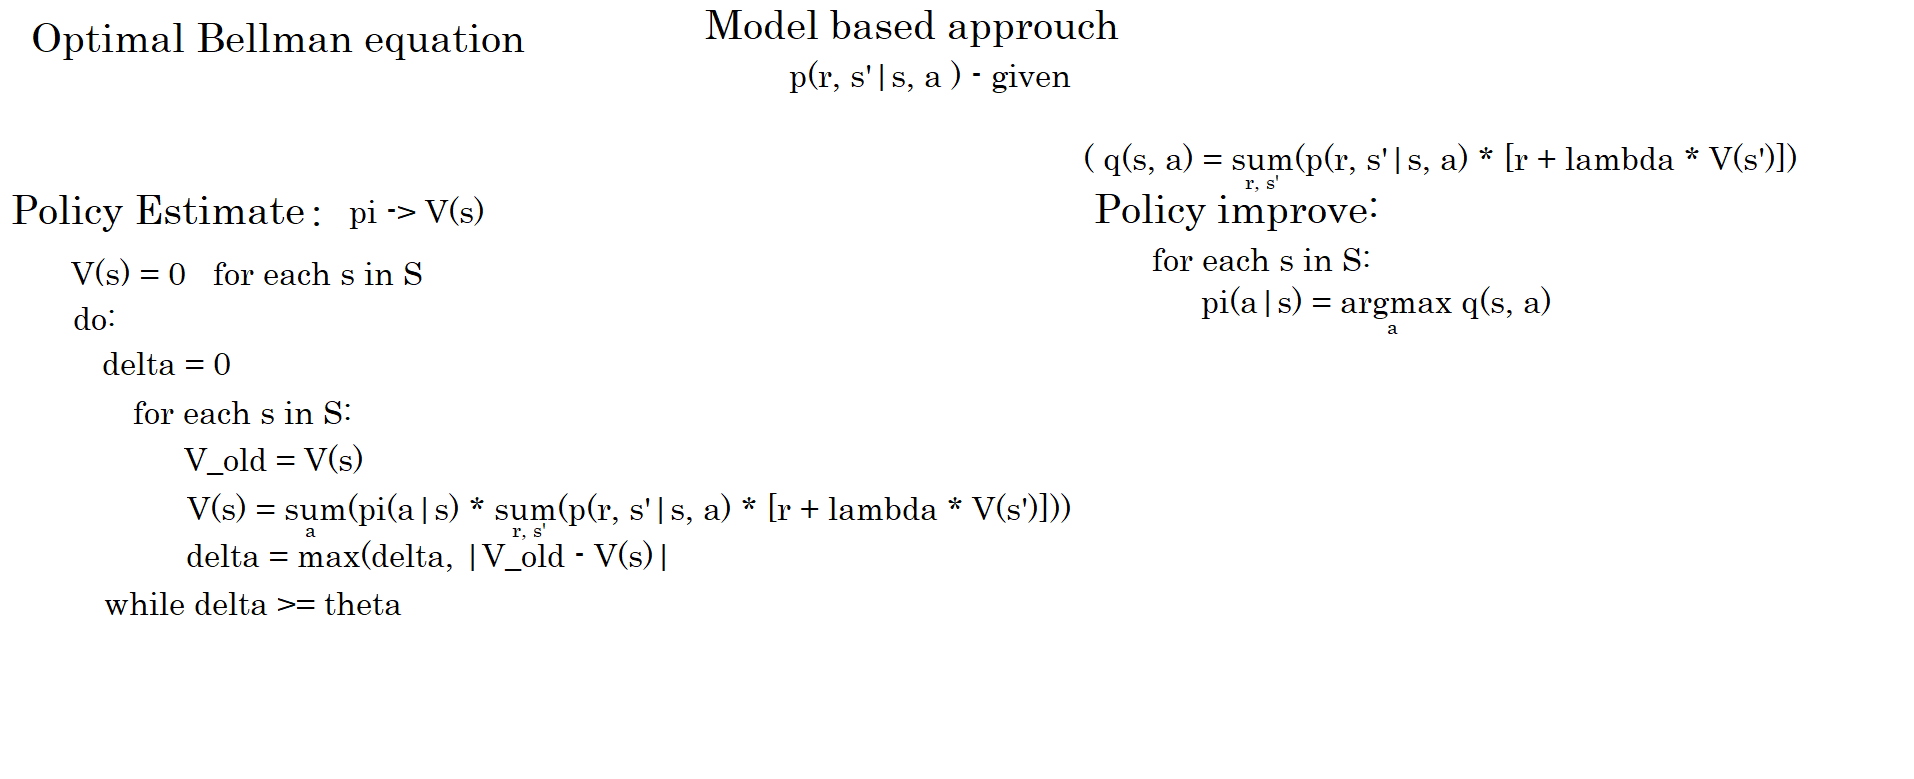 Optimal Bellman equation
Model based approuch
p(r, s'|s, a ) - given
Policy Estimate: pi -> V(s)
V(s) = 0 for each s in S
do:
delta = 0
for each s in S:
V_old = V(s)
V(s) = sum(pi(a|s) * sum(p(r, s'|s, a) * [r + lambda * V(s')]))
a r, s'
delta = max(delta, |V_old - V(s)|
while delta >= theta
( q(s, a) = sum(p(r, s'|s, a) * [r + lambda * V(s')])
r, s'
Policy improve:
for each s in S:
pi(a|s) = argmax q(s, a)
a